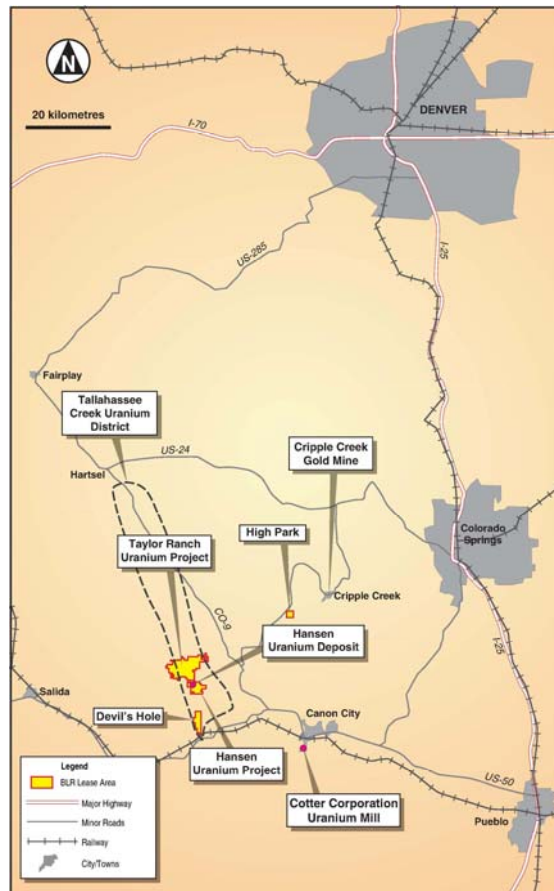 N
20 kilometres
DENVER
I-70
US-285
I-25
Fairplay
Tallahassee
Creek Uranium
District
Hartsel
US-24
Cripple Creek
Gold Mine
Taylor Ranch
Uranium Project
High Park
Colorado
Springs
Cripple Creek
CO-9
Hansen
Uranium Deposit
I-25
Salida
Devil's Hole
Canon City
Hansen
Uranium Project
US-50
Cotter Corporation
Uranium Mill
Pueblo
Legend
BLR Lease Area
Major Highway
Minor Roads
Railway
City/Towns